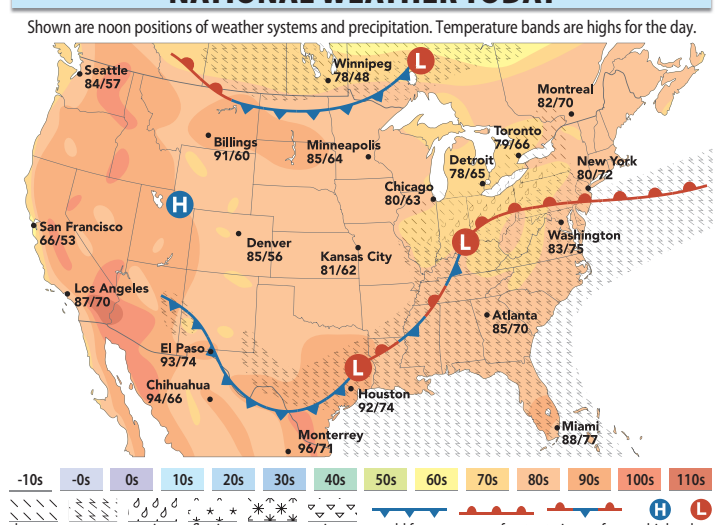 Shown are noon positions of weather systems and precipitation. Temperature bands are highs for the day.
Winnipeg
78/48
L
Seattle
84/57
Montreal
82/70
Toronto
79/66
Billings
91/60
Minneapolis
85/64
Detroit
78/65
New York
80/72
Chicago
80/63
H
San Francisco
66/53
Denver
85/56
Kansas City
81/62
L
Washington
83/75
Los Angeles
87/70
Atlanta
85/70
El Paso
93/74
L
Chihuahua
94/66
Houston
92/74
Monterrey
96/71
Miami
88/77
-10s -0s 0s 10s 20s 30s 40s 50s 60s 70s 80s 90s 100s 110s
H L